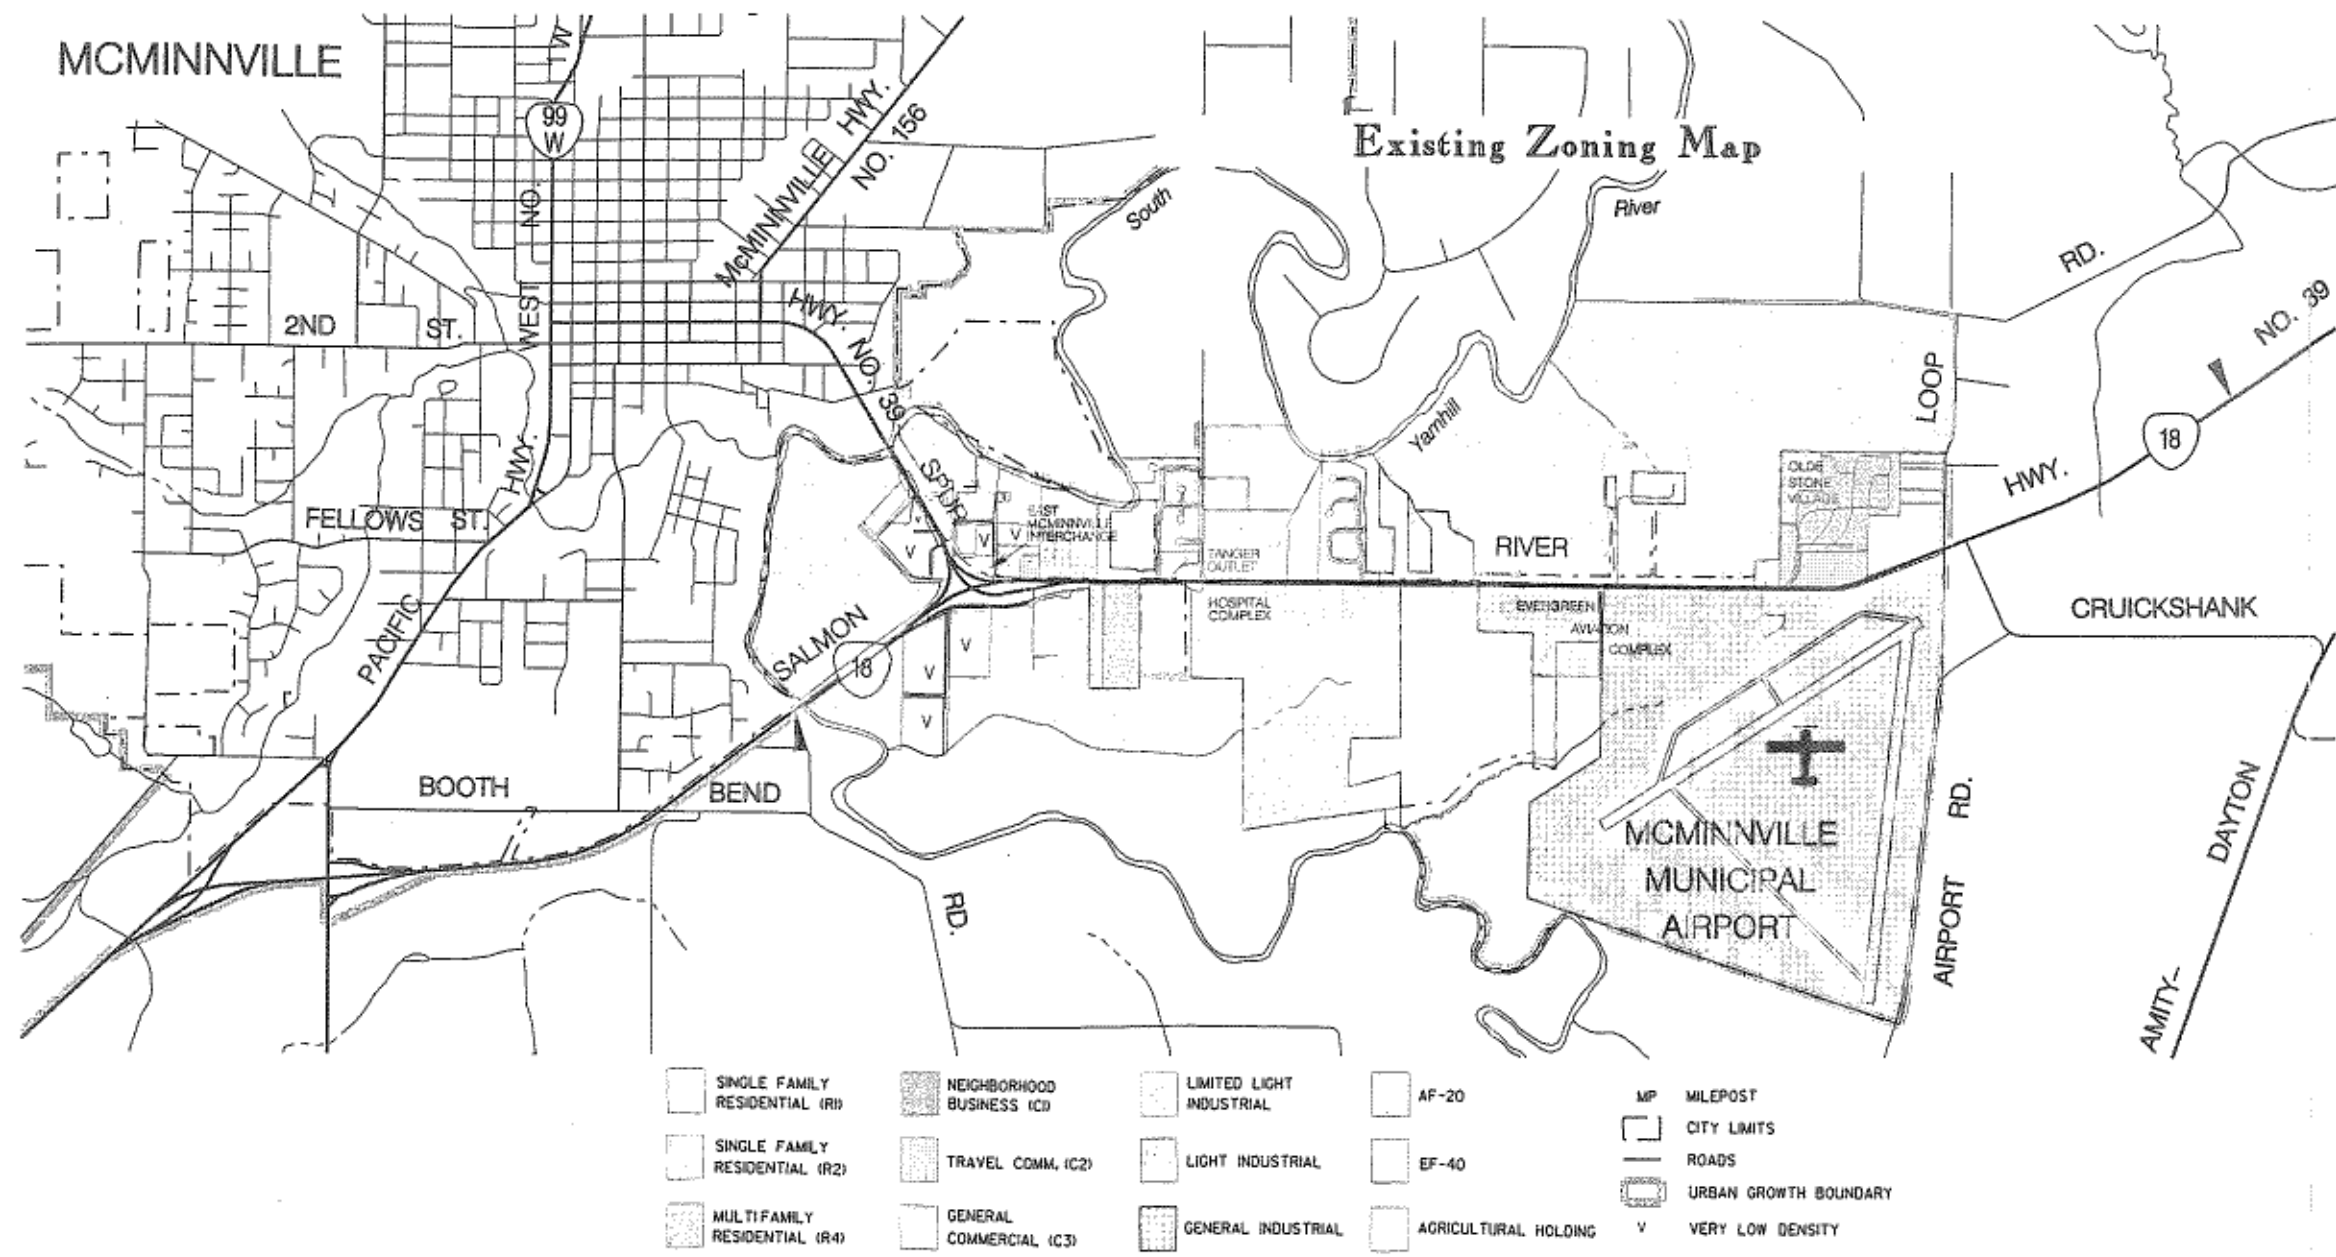 MCMINNVILLE
W
99
W
HWY.
156
NO.
McMINNVILLE
NO.
Existing Zoning Map
South
River
RD.
NO. 39
HWY. NO. 39
SPUR
2ND ST.
WEST
LOOP
Yamhill
18
HWY.
OLDE
STONE
VILLAGE
HWY.
FELLOWS ST.
EAST
MCMINNVILLE
INTERCHANGE
V
V
V
TANGER
OUTLET
RIVER
PACIFIC
SALMON
18
HOSPITAL
COMPLEX
EVERGREEN
AVIATION
COMPLEX
CRUICKSHANK
V
V
V
BOOTH BEND
RD.
MCMINNVILLE
MUNICIPAL
AIRPORT
RD.
AIRPORT
DAYTON
AMITY-
SINGLE FAMILY
RESIDENTIAL (R1)
SINGLE FAMILY
RESIDENTIAL (R2)
MULTIFAMILY
RESIDENTIAL (R4)
NEIGHBORHOOD
BUSINESS (C1)
TRAVEL COMM. (C2)
GENERAL
COMMERCIAL (C3)
LIMITED LIGHT
INDUSTRIAL
LIGHT INDUSTRIAL
GENERAL INDUSTRIAL
AF-20
EF-40
AGRICULTURAL HOLDING
MP MILEPOST
CITY LIMITS
ROADS
URBAN GROWTH BOUNDARY
V VERY LOW DENSITY